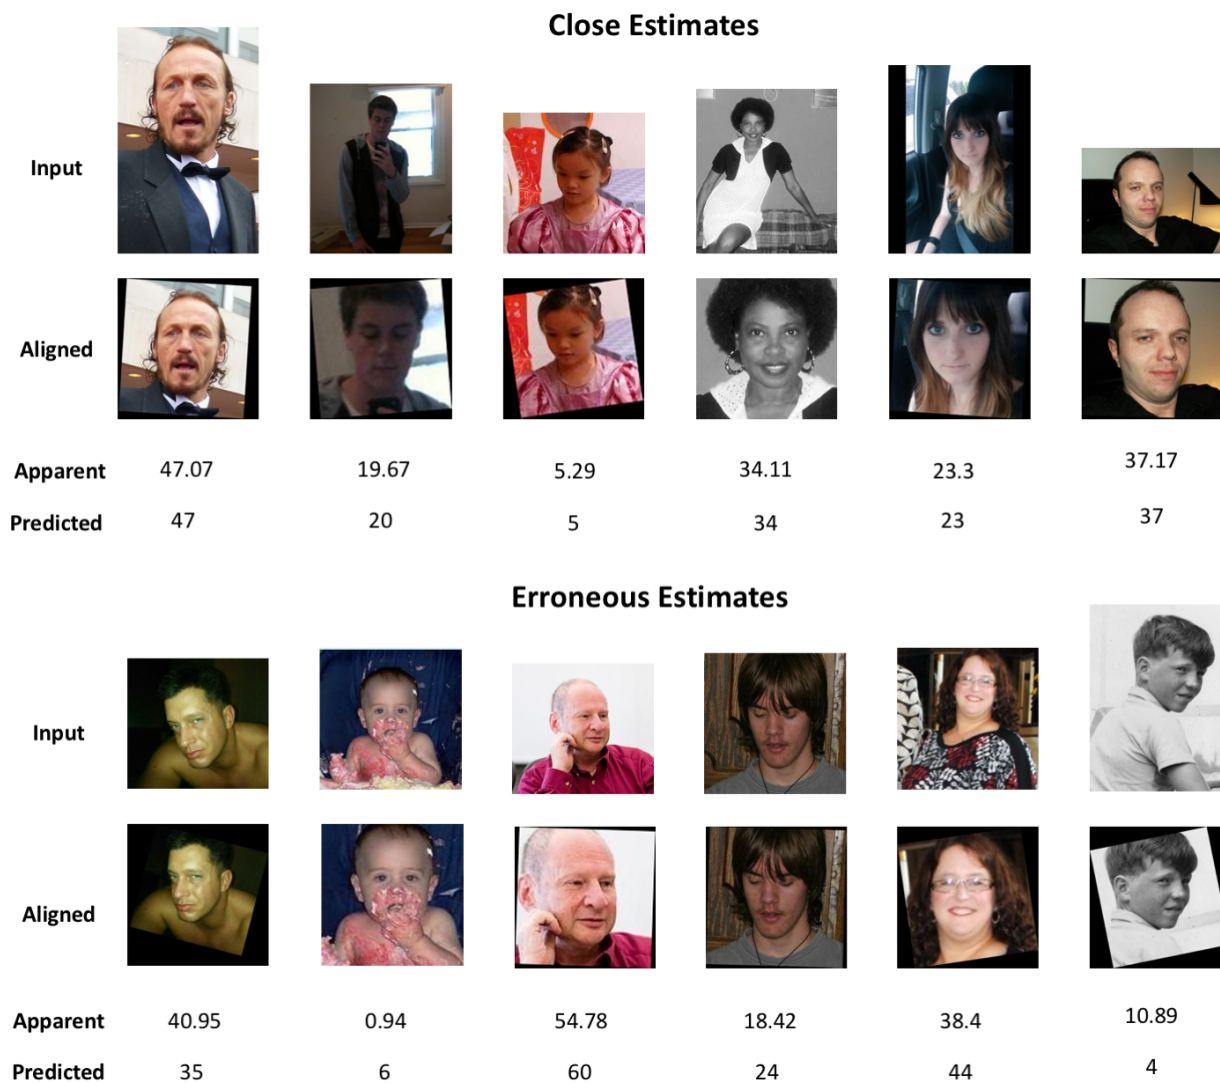 Close Estimates
Input
Aligned
Apparent 47.07 19.67 5.29 34.11 23.3 37.17
Predicted 47 20 5 34 23 37
Erroneous Estimates
Input
Aligned
Apparent 40.95 0.94 54.78 18.42 38.4 10.89
Predicted 35 6 60 24 44 4